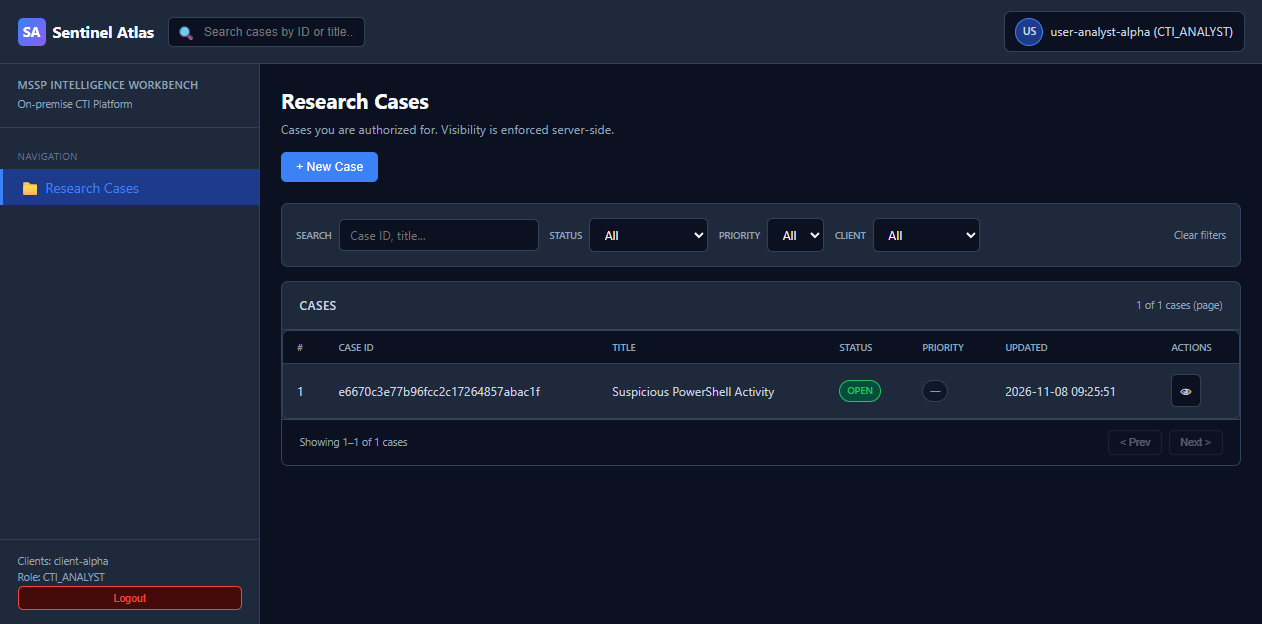 SA Sentinel Atlas
Search cases by ID or title..
US user-analyst-alpha (CTI_ANALYST)
MSSP INTELLIGENCE WORKBENCH
On-premise CTI Platform
NAVIGATION
Research Cases
Clients: client-alpha
Role: CTI_ANALYST
Logout
Research Cases
Cases you are authorized for. Visibility is enforced server-side.
+ New Case
SEARCH Case ID, title... STATUS All PRIORITY All CLIENT All Clear filters
CASES 1 of 1 cases (page)
# CASE ID TITLE STATUS PRIORITY UPDATED ACTIONS
1 e6670c3e77b96fcc2c17264857abac1f Suspicious PowerShell Activity OPEN — 2026-11-08 09:25:51
Showing 1–1 of 1 cases < Prev Next >